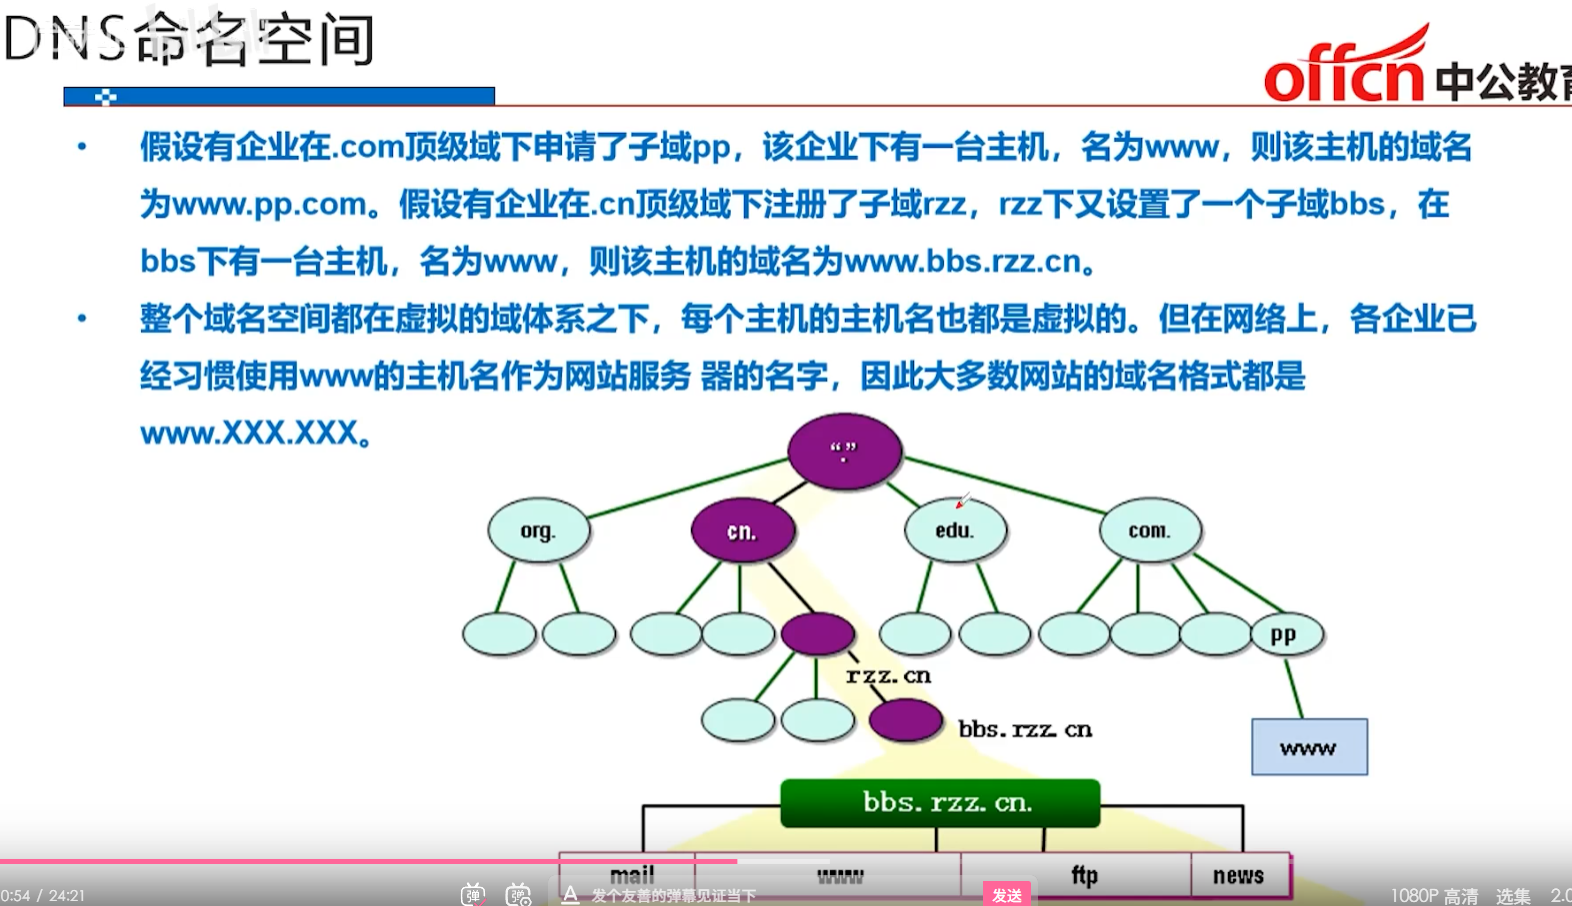 DNS命名空间
offcn 中公教育
• 假设有企业在.com顶级域下申请了子域pp，该企业下有一台主机，名为www，则该主机的域名
为www.pp.com。假设有企业在.cn顶级域下注册了子域rzz，rzz下又设置了一个子域bbs，在
bbs下有一台主机，名为www，则该主机的域名为www.bbs.rzz.cn。
• 整个域名空间都在虚拟的域体系之下，每个主机的主机名也都是虚拟的。但在网络上，各企业已
经习惯使用www的主机名作为网站服务 器的名字，因此大多数网站的域名格式都是
www.XXX.XXX。
“.”
org. cn. edu. com.
pp
rzz.cn
bbs.rzz.cn
www
bbs.rzz.cn.
mail www ftp news
0:54 / 24:21 弹 弹 A 发个友善的弹幕见证当下 发送 1080P 高清 选集 2.0